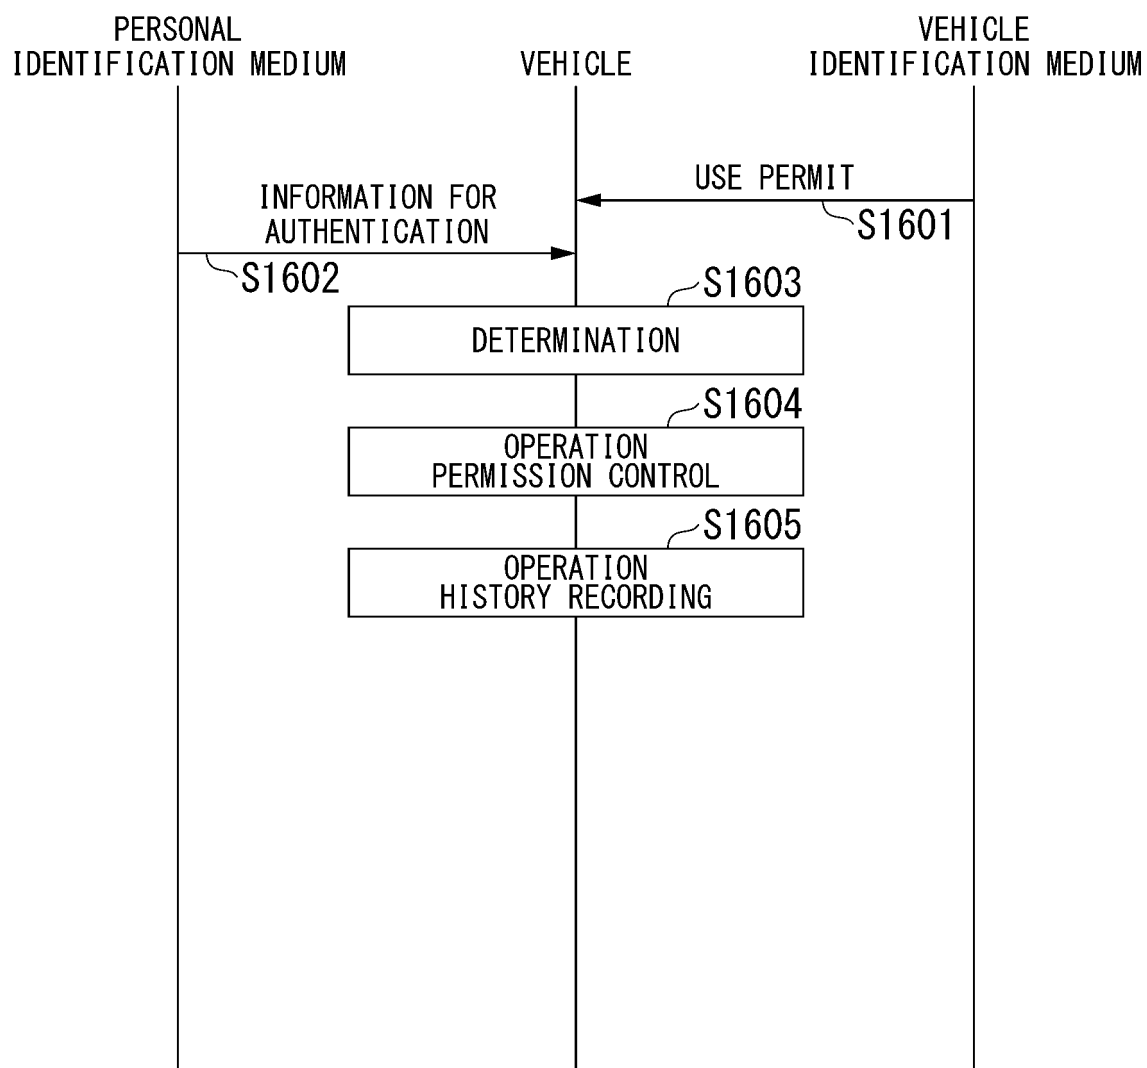 PERSONAL
IDENTIFICATION MEDIUM
VEHICLE
VEHICLE
IDENTIFICATION MEDIUM
USE PERMIT
S1601
INFORMATION FOR
AUTHENTICATION
S1602
S1603
DETERMINATION
S1604
OPERATION
PERMISSION CONTROL
S1605
OPERATION
HISTORY RECORDING